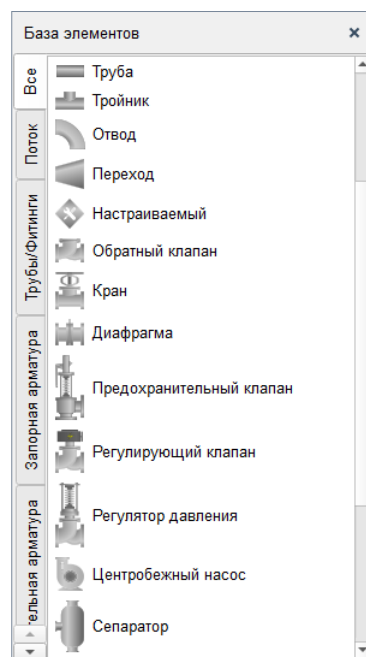 База элементов
Все
Поток
Трубы/Фитинги
Запорная арматура
тельная арматура
Труба
Тройник
Отвод
Переход
Настраиваемый
Обратный клапан
Кран
Диафрагма
Предохранительный клапан
Регулирующий клапан
Регулятор давления
Центробежный насос
Сепаратор